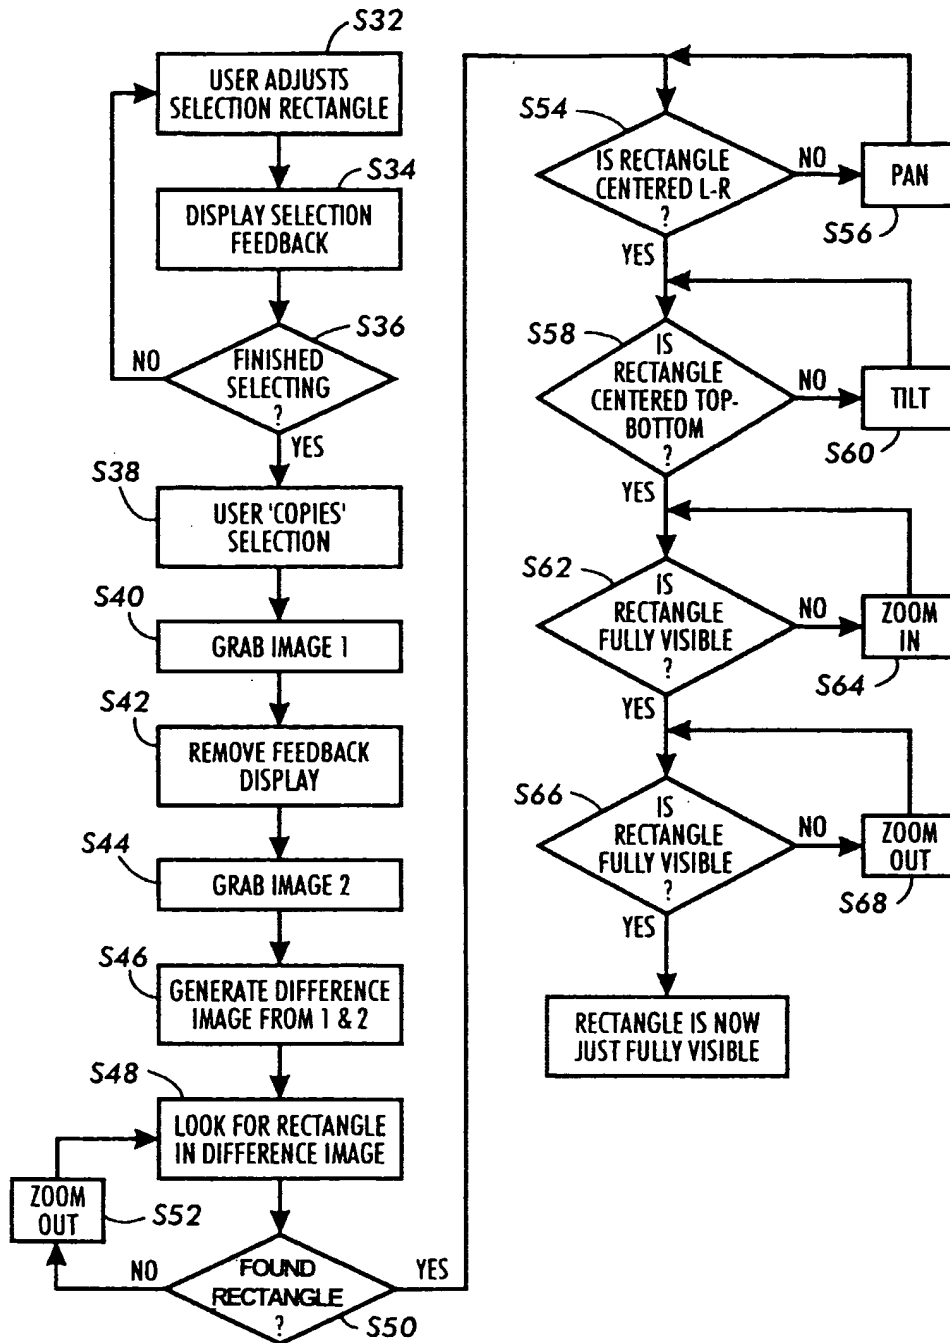 S32
USER ADJUSTS
SELECTION RECTANGLE
S34
DISPLAY SELECTION
FEEDBACK
S36
FINISHED
SELECTING
?
NO
YES
S38
USER 'COPIES'
SELECTION
S40
GRAB IMAGE 1
S42
REMOVE FEEDBACK
DISPLAY
S44
GRAB IMAGE 2
S46
GENERATE DIFFERENCE
IMAGE FROM 1 & 2
S48
LOOK FOR RECTANGLE
IN DIFFERENCE IMAGE
ZOOM
OUT
S52
NO
FOUND
RECTANGLE
?
YES
S50
S54
IS RECTANGLE
CENTERED L-R
?
NO
PAN
S56
YES
S58
IS
RECTANGLE
CENTERED TOP-
BOTTOM
?
NO
TILT
S60
YES
S62
IS
RECTANGLE
FULLY VISIBLE
?
NO
ZOOM
IN
S64
YES
S66
IS
RECTANGLE
FULLY VISIBLE
?
NO
ZOOM
OUT
S68
YES
RECTANGLE IS NOW
JUST FULLY VISIBLE